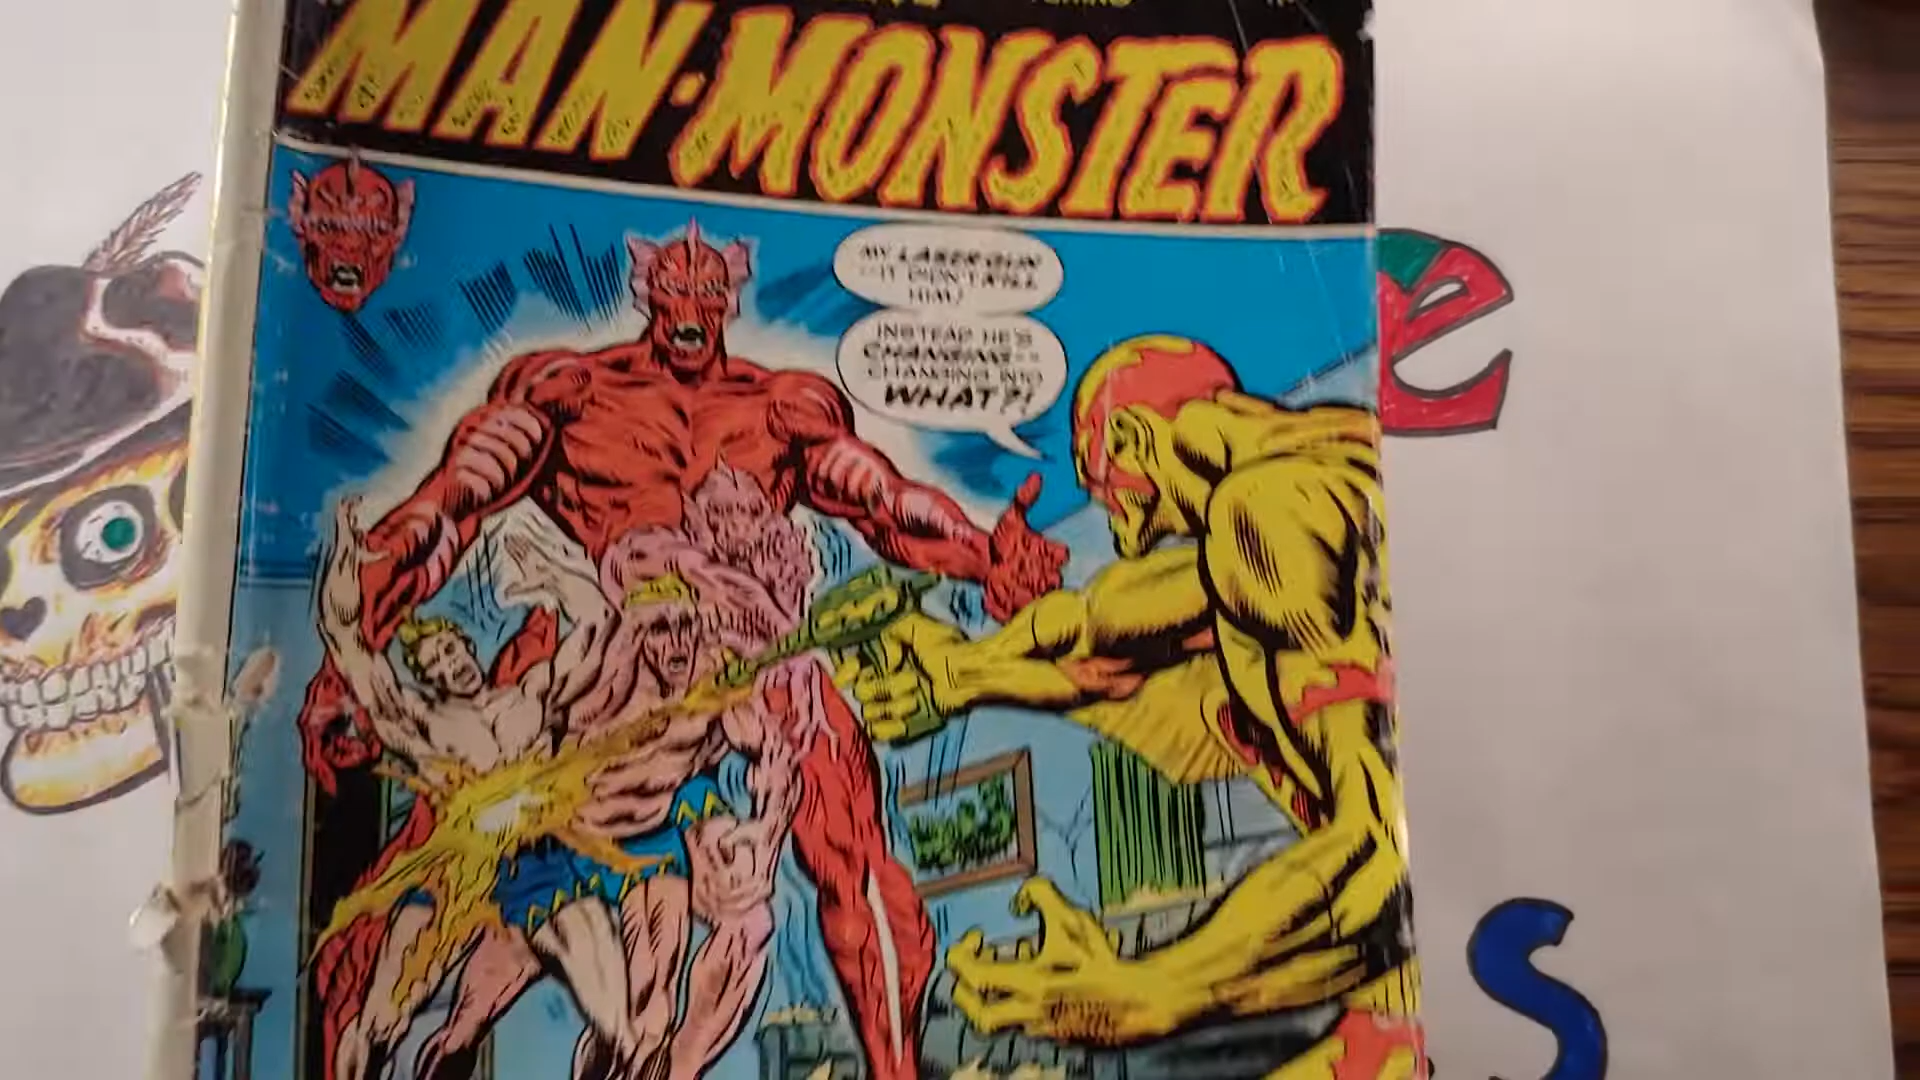 MAN-MONSTER
MY LASER GUN
--IT DIDN'T KILL
HIM!
INSTEAD HE'S
CHANGING--
CHANGING INTO
WHAT?!
e
S